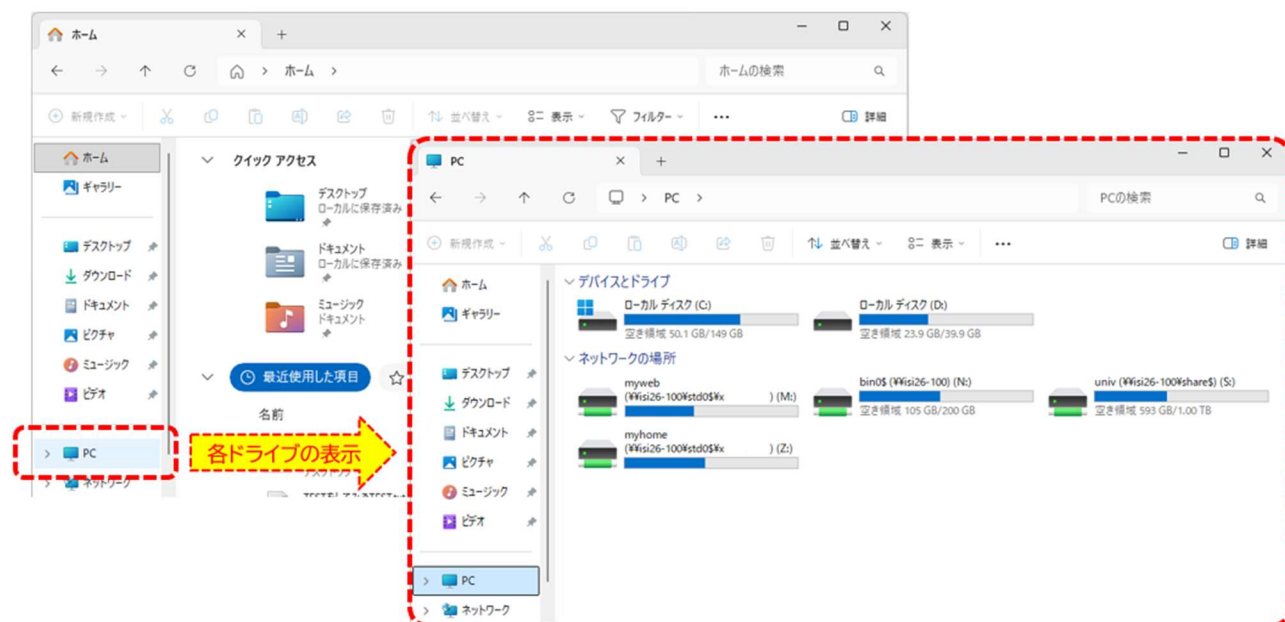 ホーム
ホーム
ホームの検索
新規作成
並べ替え
表示
フィルター
詳細
ホーム
ギャラリー
デスクトップ
ダウンロード
ドキュメント
ピクチャ
ミュージック
ビデオ
PC
ネットワーク
クイック アクセス
デスクトップ
ローカルに保存済み
ドキュメント
ローカルに保存済み
ミュージック
ドキュメント
最近使用した項目
名前
各ドライブの表示
PC
PC
PCの検索
新規作成
並べ替え
表示
詳細
ホーム
ギャラリー
デスクトップ
ダウンロード
ドキュメント
ピクチャ
ミュージック
ビデオ
PC
ネットワーク
デバイスとドライブ
ローカル ディスク (C:)
空き領域 50.1 GB/149 GB
ローカル ディスク (D:)
空き領域 23.9 GB/39.9 GB
ネットワークの場所
myweb
(¥¥isi26-100¥std0$¥x ) (M:)
bin0$ (¥¥isi26-100) (N:)
空き領域 105 GB/200 GB
univ (¥¥isi26-100¥share$) (S:)
空き領域 593 GB/1.00 TB
myhome
(¥¥isi26-100¥std0$¥x ) (Z:)